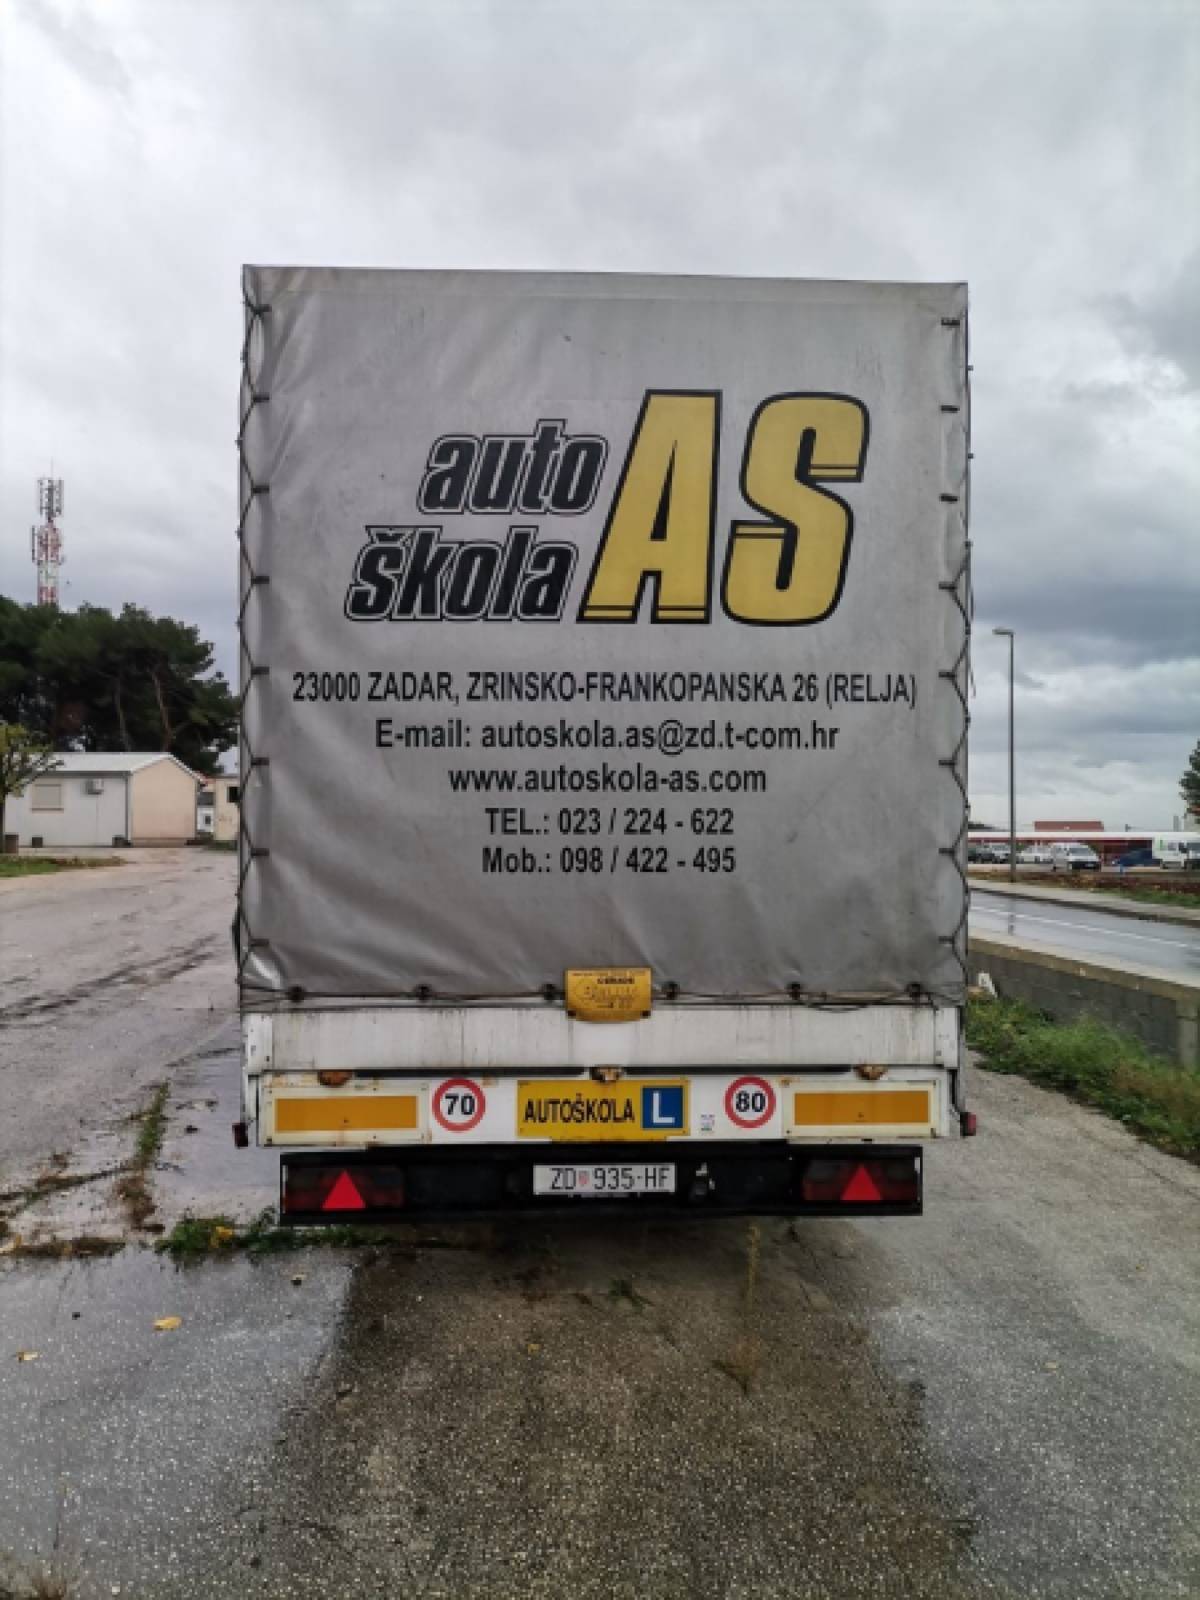 auto
škola
AS
23000 ZADAR, ZRINSKO-FRANKOPANSKA 26 (RELJA)
E-mail: autoskola.as@zd.t-com.hr
www.autoskola-as.com
TEL.: 023 / 224 - 622
Mob.: 098 / 422 - 495
CERADE
70
AUTOŠKOLA L
80
ZD 935-HF